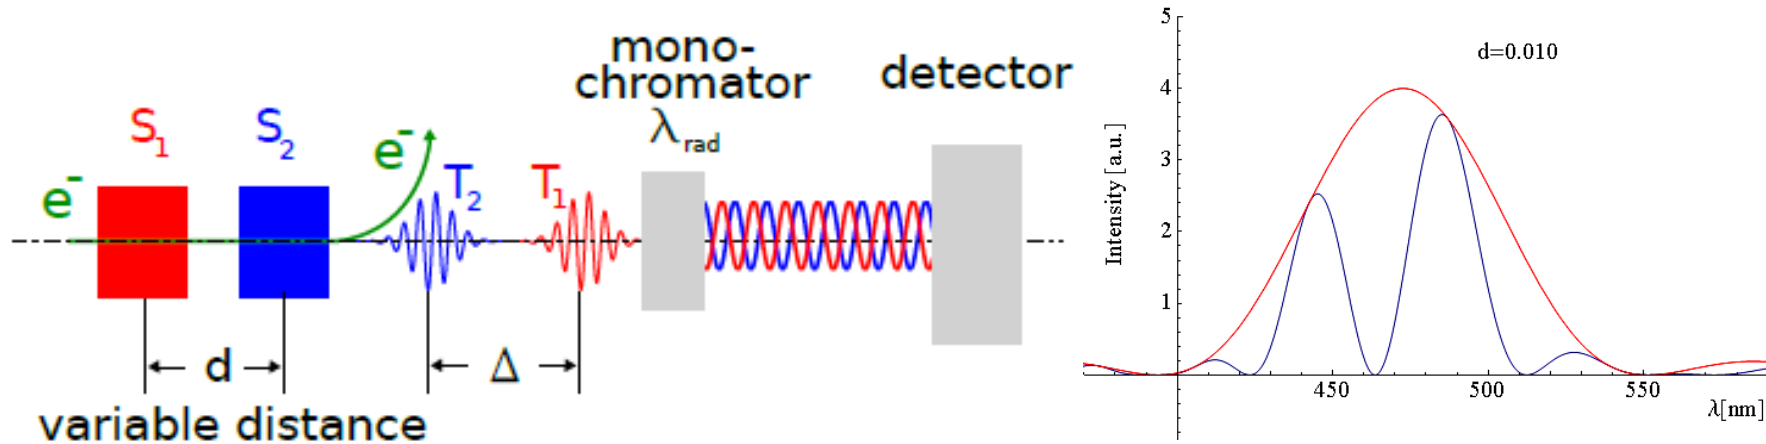 mono-
chromator
λrad
detector
S1
S2
e-
e-
T2
T1
d
Δ
variable distance
5
4
3
2
1
Intensity [a.u.]
d=0.010
450
500
550
λ[nm]